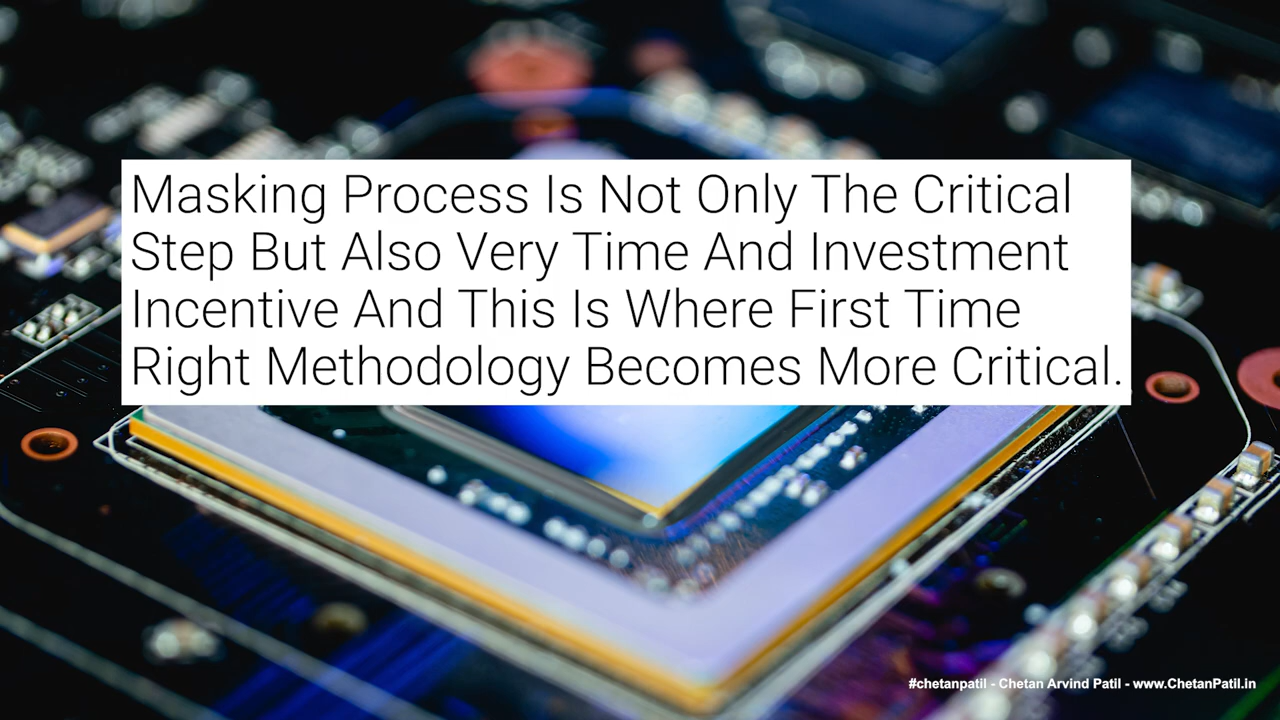 Masking Process Is Not Only The Critical
Step But Also Very Time And Investment
Incentive And This Is Where First Time
Right Methodology Becomes More Critical.
#chetanpatil - Chetan Arvind Patil - www.ChetanPatil.in